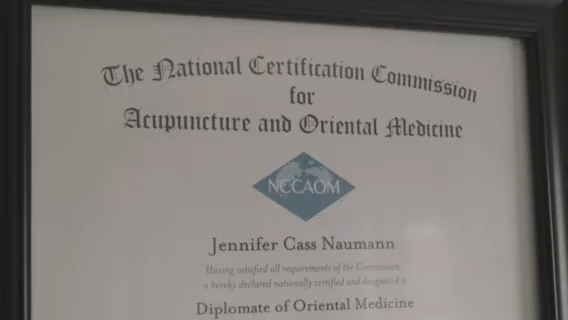 The National Certification Commission
for
Acupuncture and Oriental Medicine
NCCAOM
Jennifer Cass Naumann
Having satisfied all requirements of the Commission,
is hereby declared nationally certified and designated a
Diplomate of Oriental Medicine